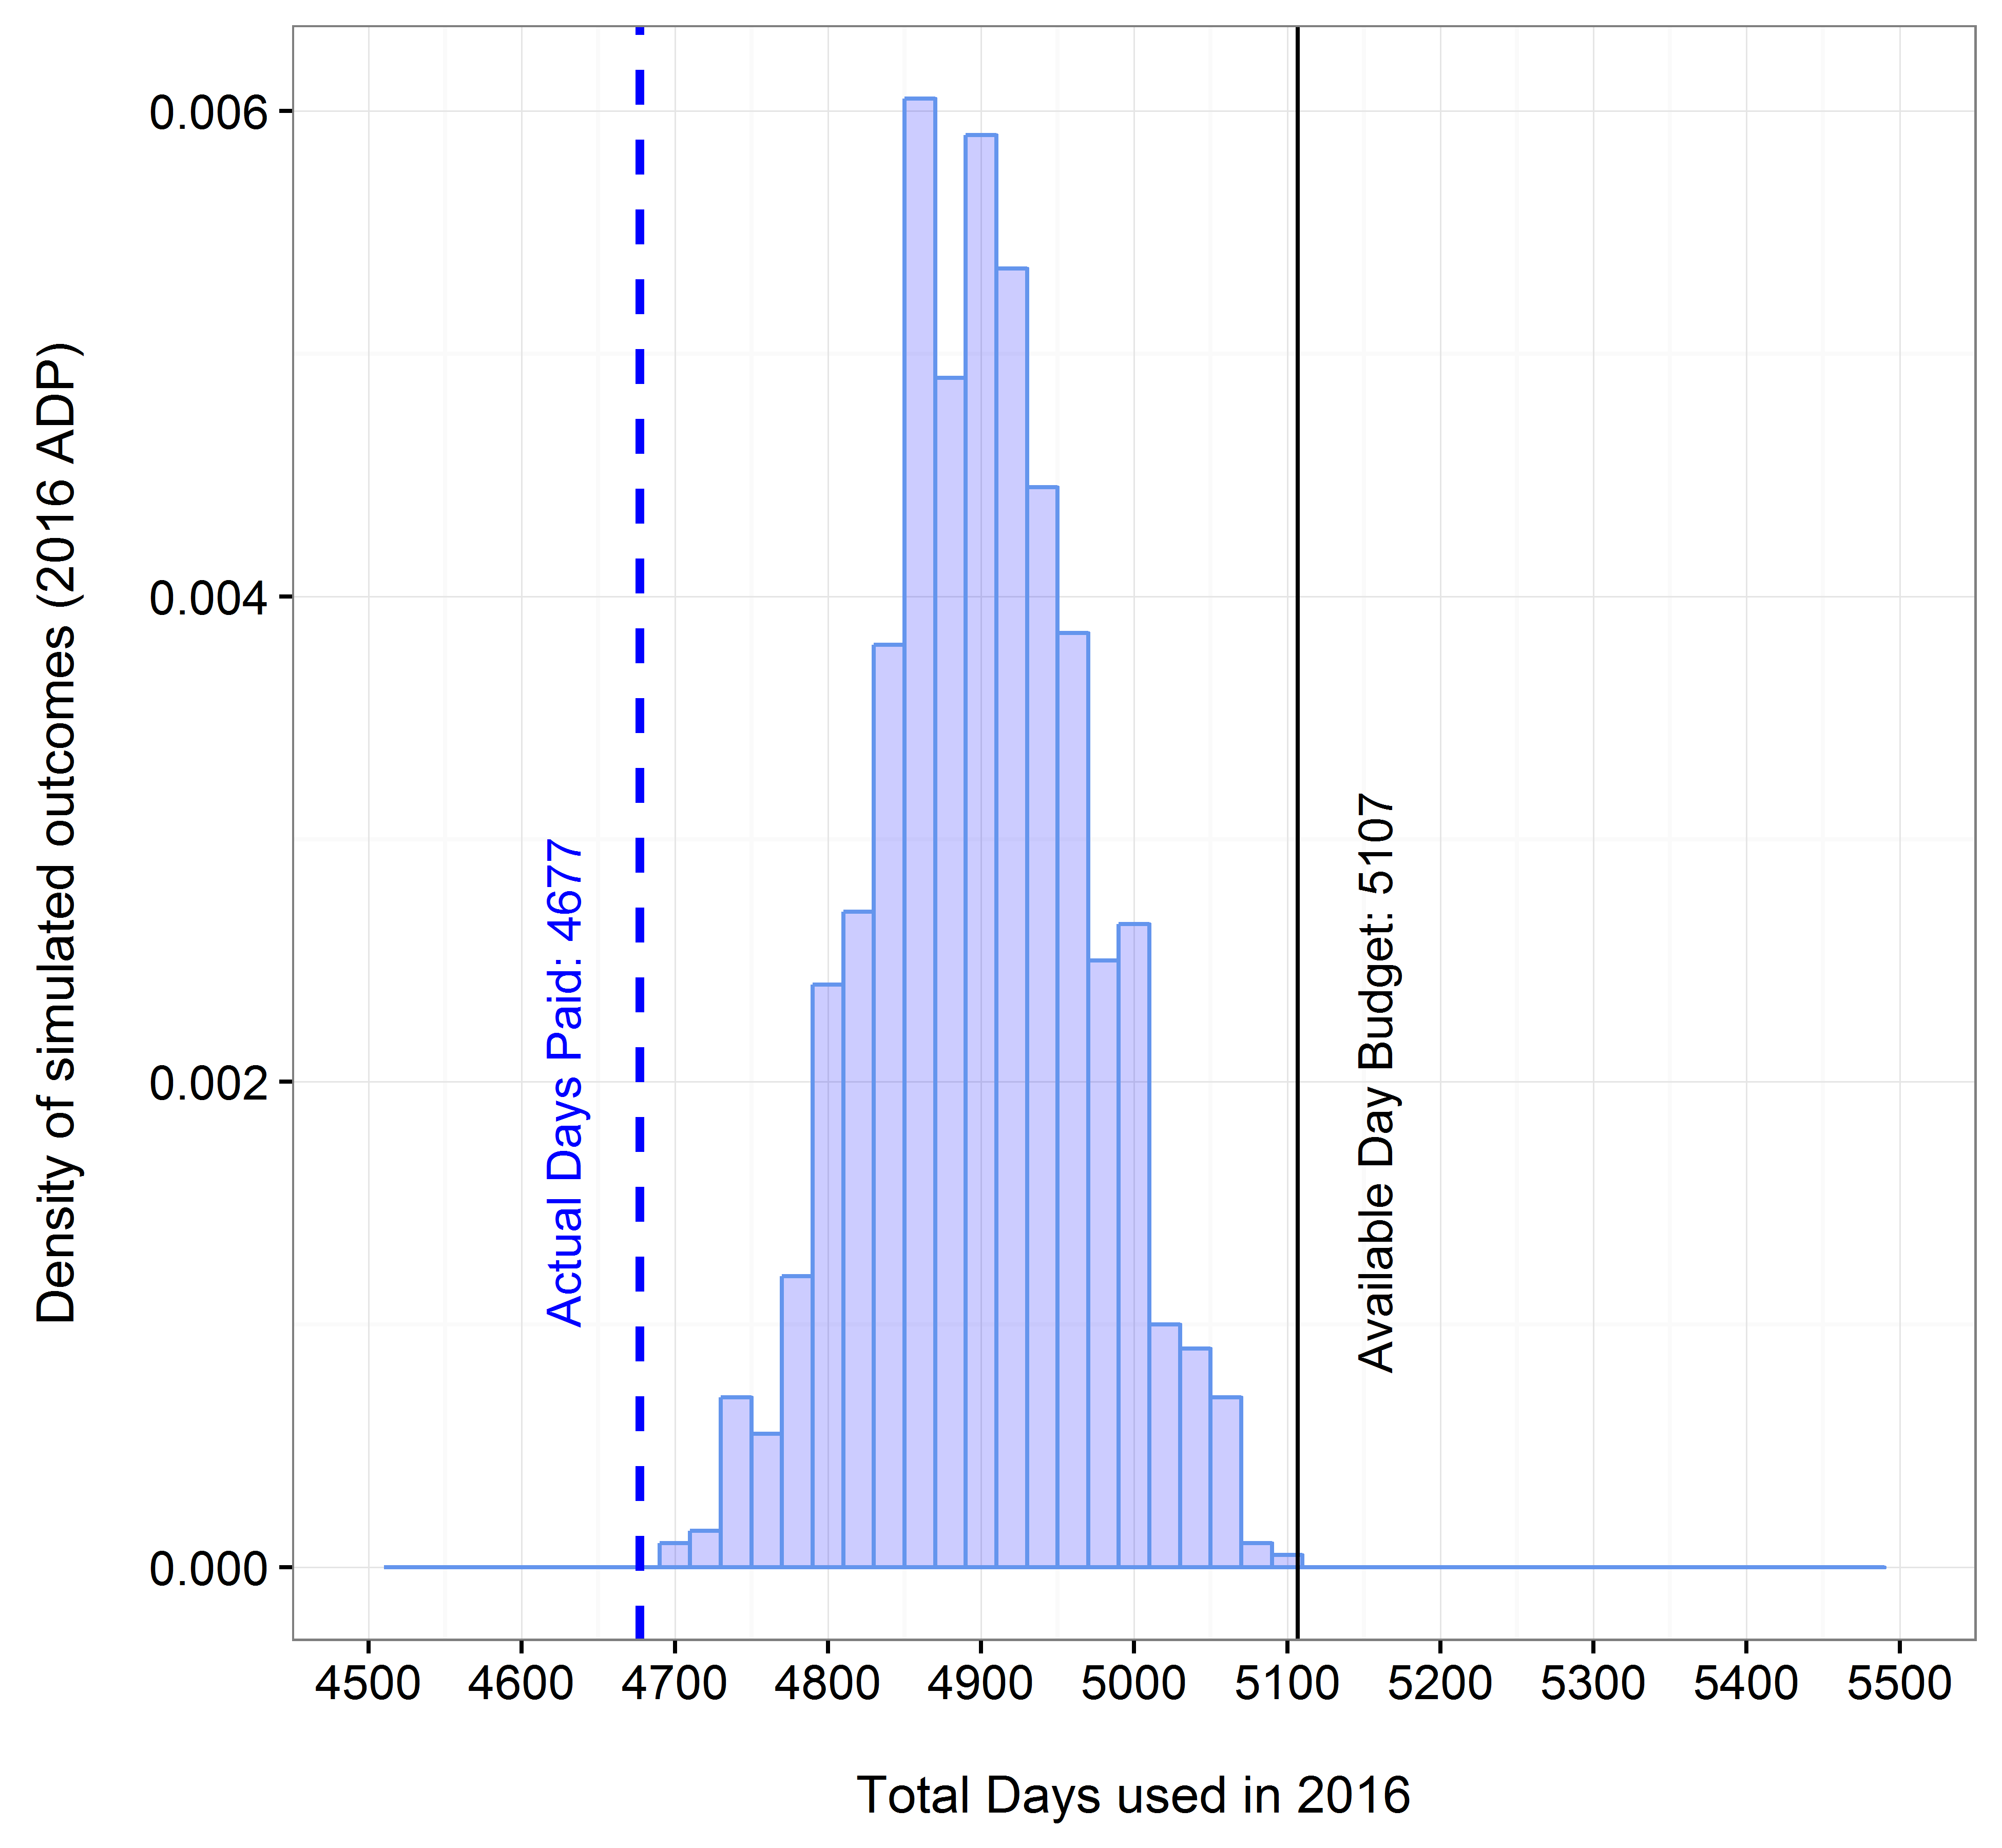 Density of simulated outcomes (2016 ADP)
0.006
0.004
0.002
0.000
Actual Days Paid: 4677
Available Day Budget: 5107
4500 4600 4700 4800 4900 5000 5100 5200 5300 5400 5500
Total Days used in 2016